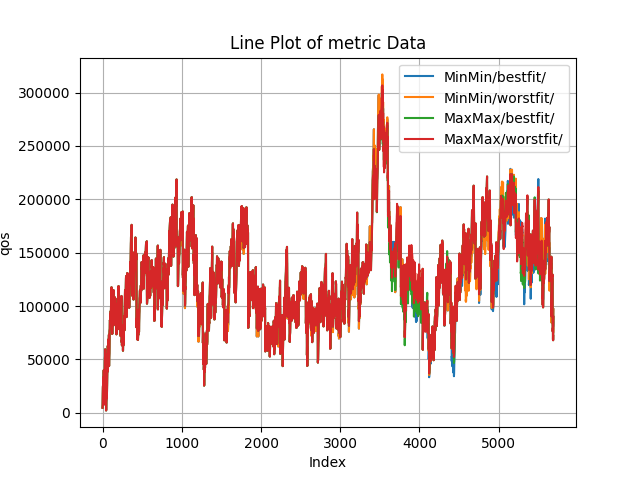 Line Plot of metric Data
MinMin/bestfit/
MinMin/worstfit/
MaxMax/bestfit/
MaxMax/worstfit/
300000
250000
200000
150000
100000
50000
0
qos
0 1000 2000 3000 4000 5000
Index